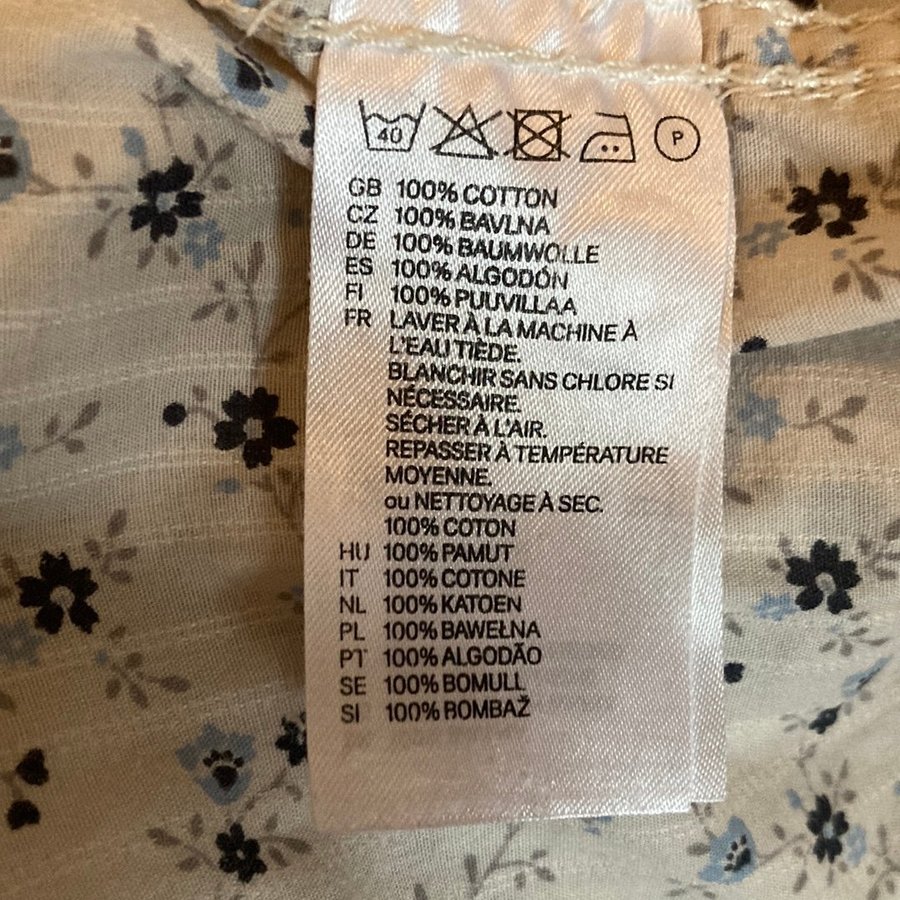 40
P
GB 100% COTTON
CZ 100% BAVLNA
DE 100% BAUMWOLLE
ES 100% ALGODÓN
FI 100% PUUVILLAA
FR LAVER À LA MACHINE À
L'EAU TIÈDE.
BLANCHIR SANS CHLORE SI
NÉCESSAIRE.
SÉCHER À L'AIR.
REPASSER À TEMPÉRATURE
MOYENNE.
ou NETTOYAGE À SEC.
100% COTON
HU 100% PAMUT
IT 100% COTONE
NL 100% KATOEN
PL 100% BAWEŁNA
PT 100% ALGODÃO
SE 100% BOMULL
SI 100% BOMBAŽ